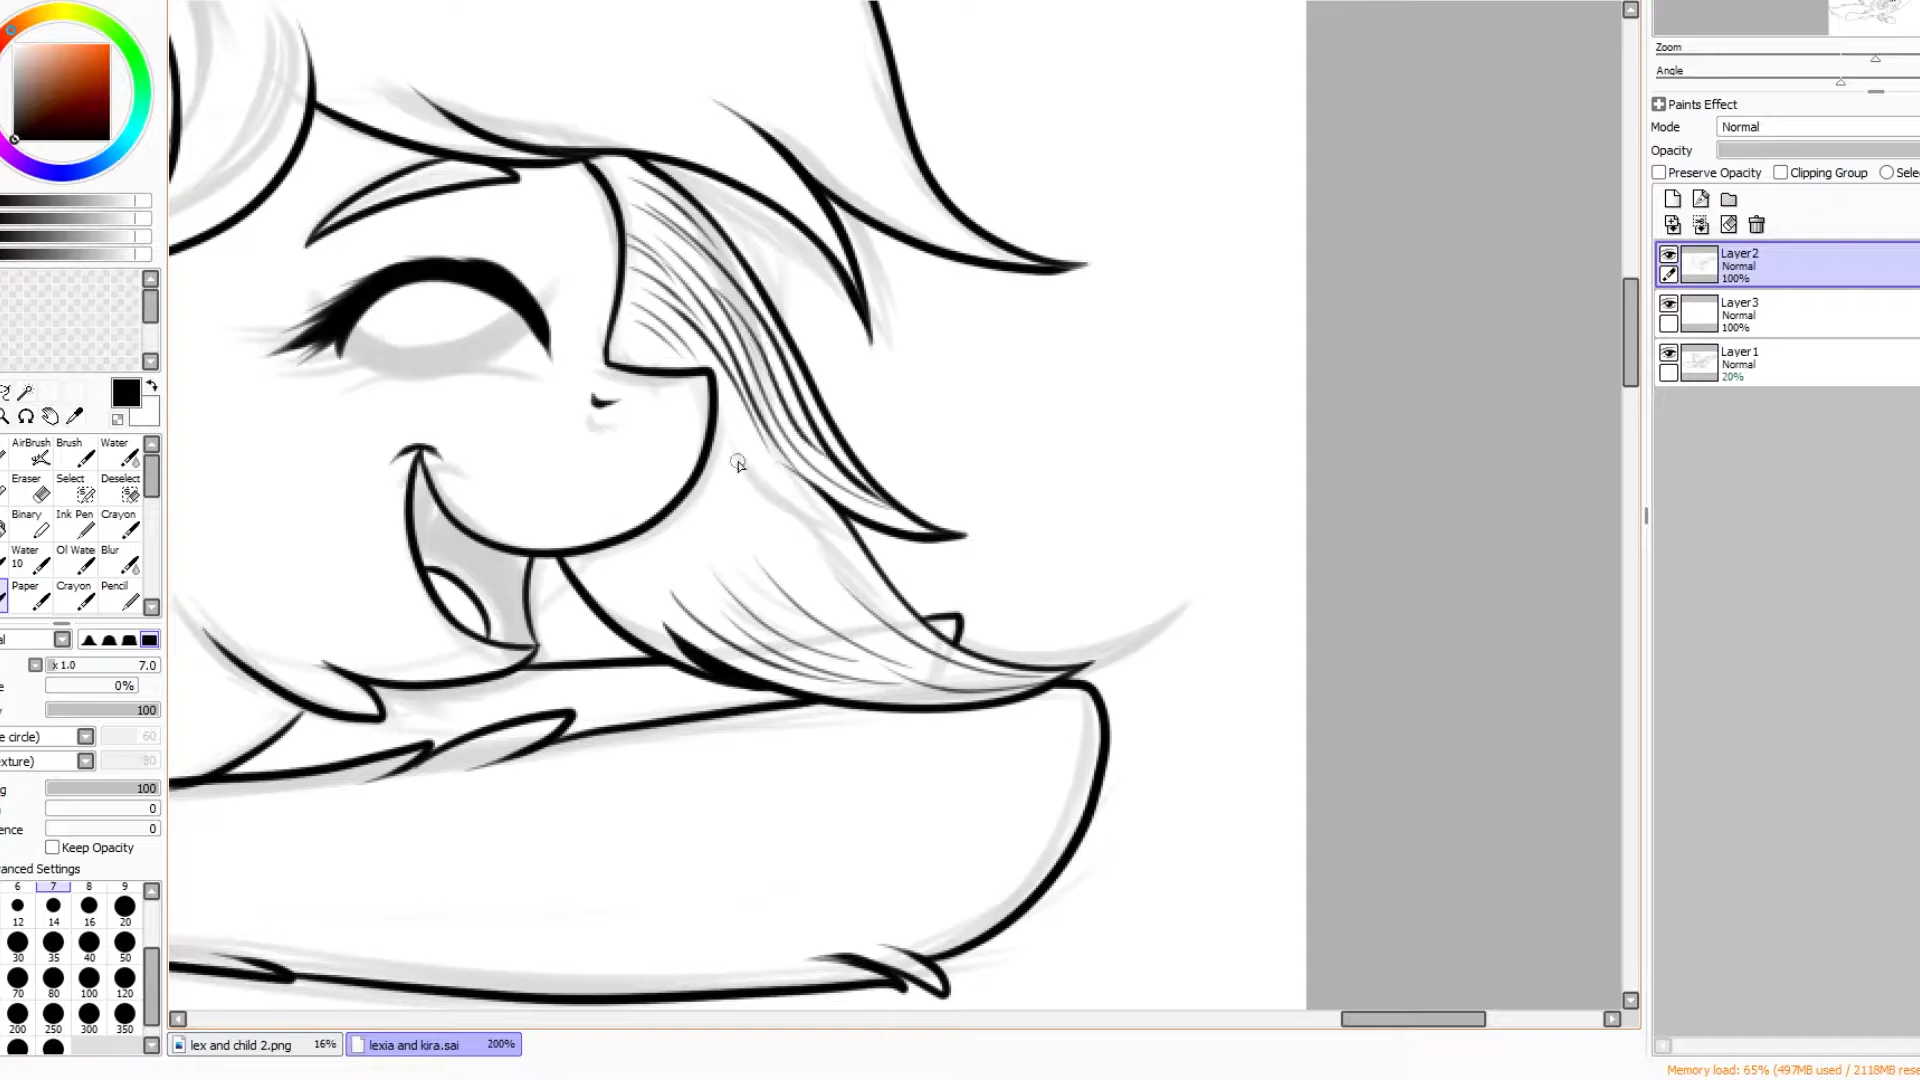 Zoom
Angle
Paints Effect
Mode Normal
Opacity
Preserve Opacity Clipping Group Sele
Layer2
Normal
100%
Layer3
Normal
100%
Layer1
Normal
20%
AirBrush Brush Water
Eraser Select Deselect
Binary Ink Pen Crayon
Water Ol Wate Blur
10
Paper Crayon Pencil
al
x 1.0 7.0
e 0%
y 100
e circle) 60
exture) 80
g 100
0
ence 0
Keep Opacity
anced Settings
6 7 8 9
12 14 16 20
30 35 40 50
70 80 100 120
200 250 300 350
lex and child 2.png 16% lexia and kira.sai 200%
Memory load: 65% (497MB used / 2118MB rese